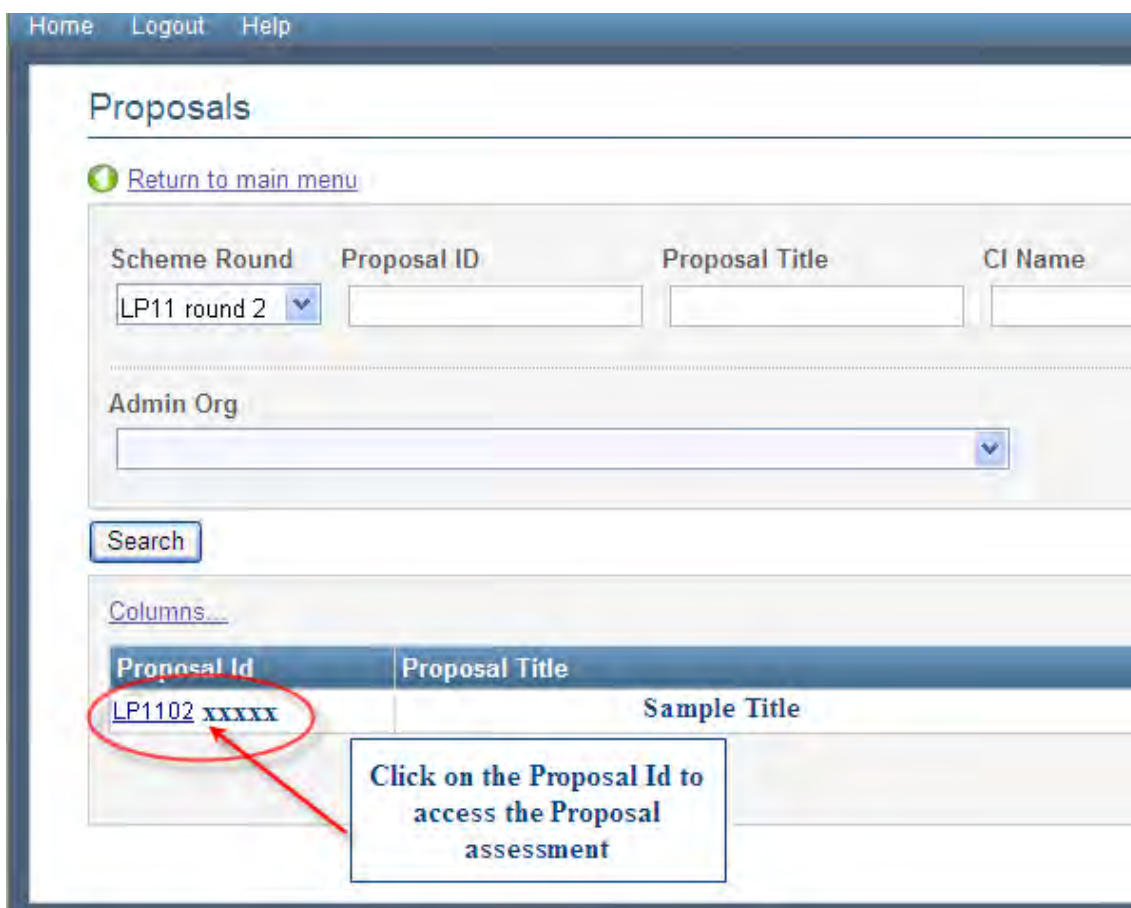 Home Logout Help
Proposals
Return to main menu
Scheme Round Proposal ID Proposal Title CI Name
LP11 round 2
Admin Org
Search
Columns...
Proposal Id Proposal Title
LP1102 xxxxx Sample Title
Click on the Proposal Id to
access the Proposal
assessment